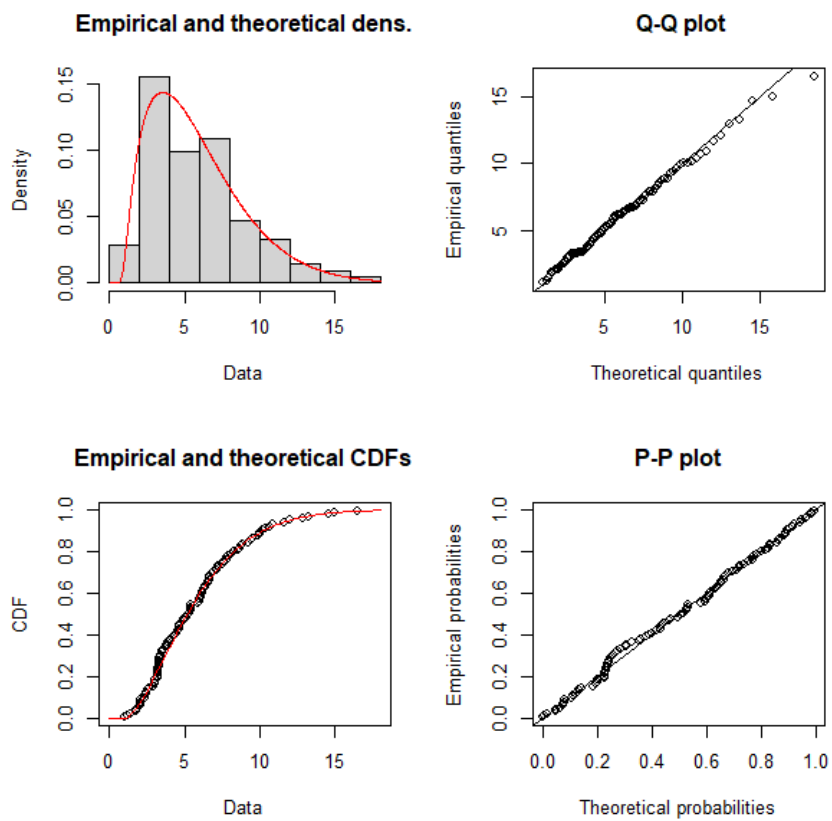 Empirical and theoretical dens.
Density
0.00 0.05 0.10 0.15
0 5 10 15
Data
Q-Q plot
Empirical quantiles
5 10 15
5 10 15
Theoretical quantiles
Empirical and theoretical CDFs
CDF
0.0 0.2 0.4 0.6 0.8 1.0
0 5 10 15
Data
P-P plot
Empirical probabilities
0.0 0.2 0.4 0.6 0.8 1.0
0.0 0.2 0.4 0.6 0.8 1.0
Theoretical probabilities